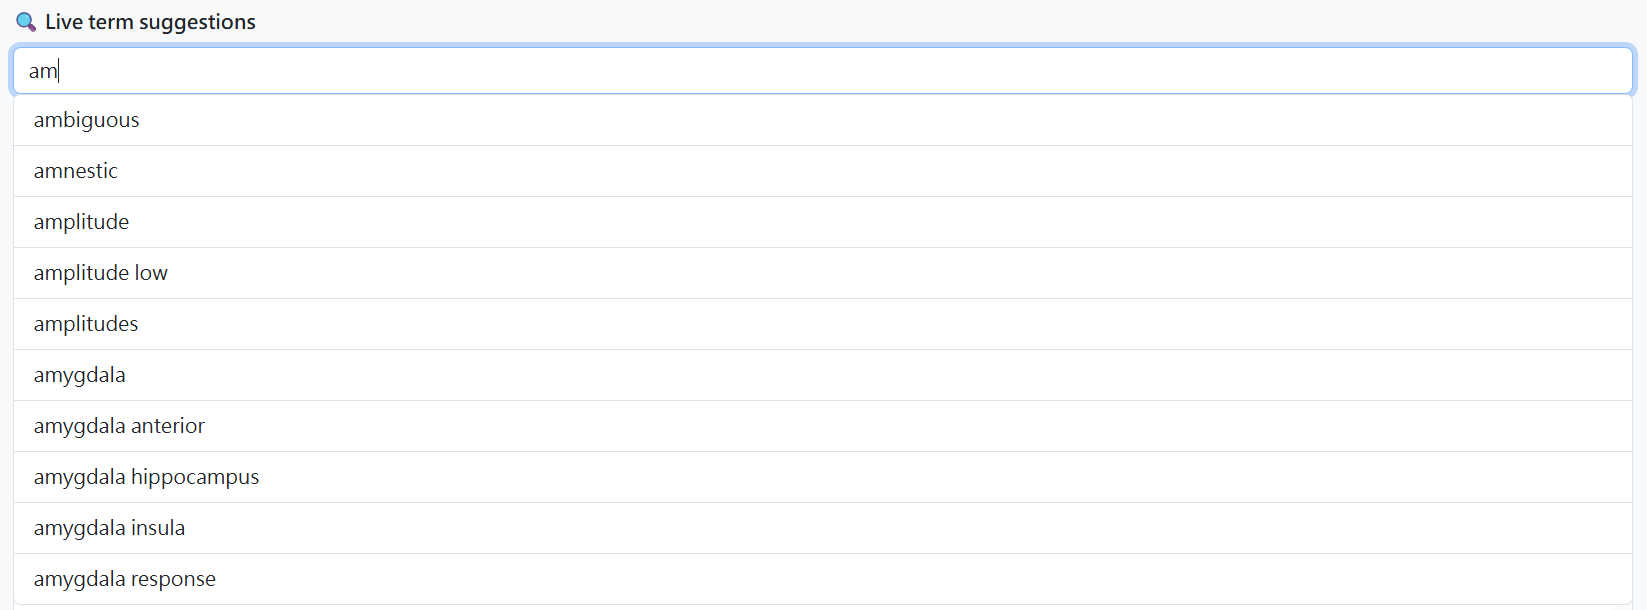 🔍 Live term suggestions
am
ambiguous
amnestic
amplitude
amplitude low
amplitudes
amygdala
amygdala anterior
amygdala hippocampus
amygdala insula
amygdala response